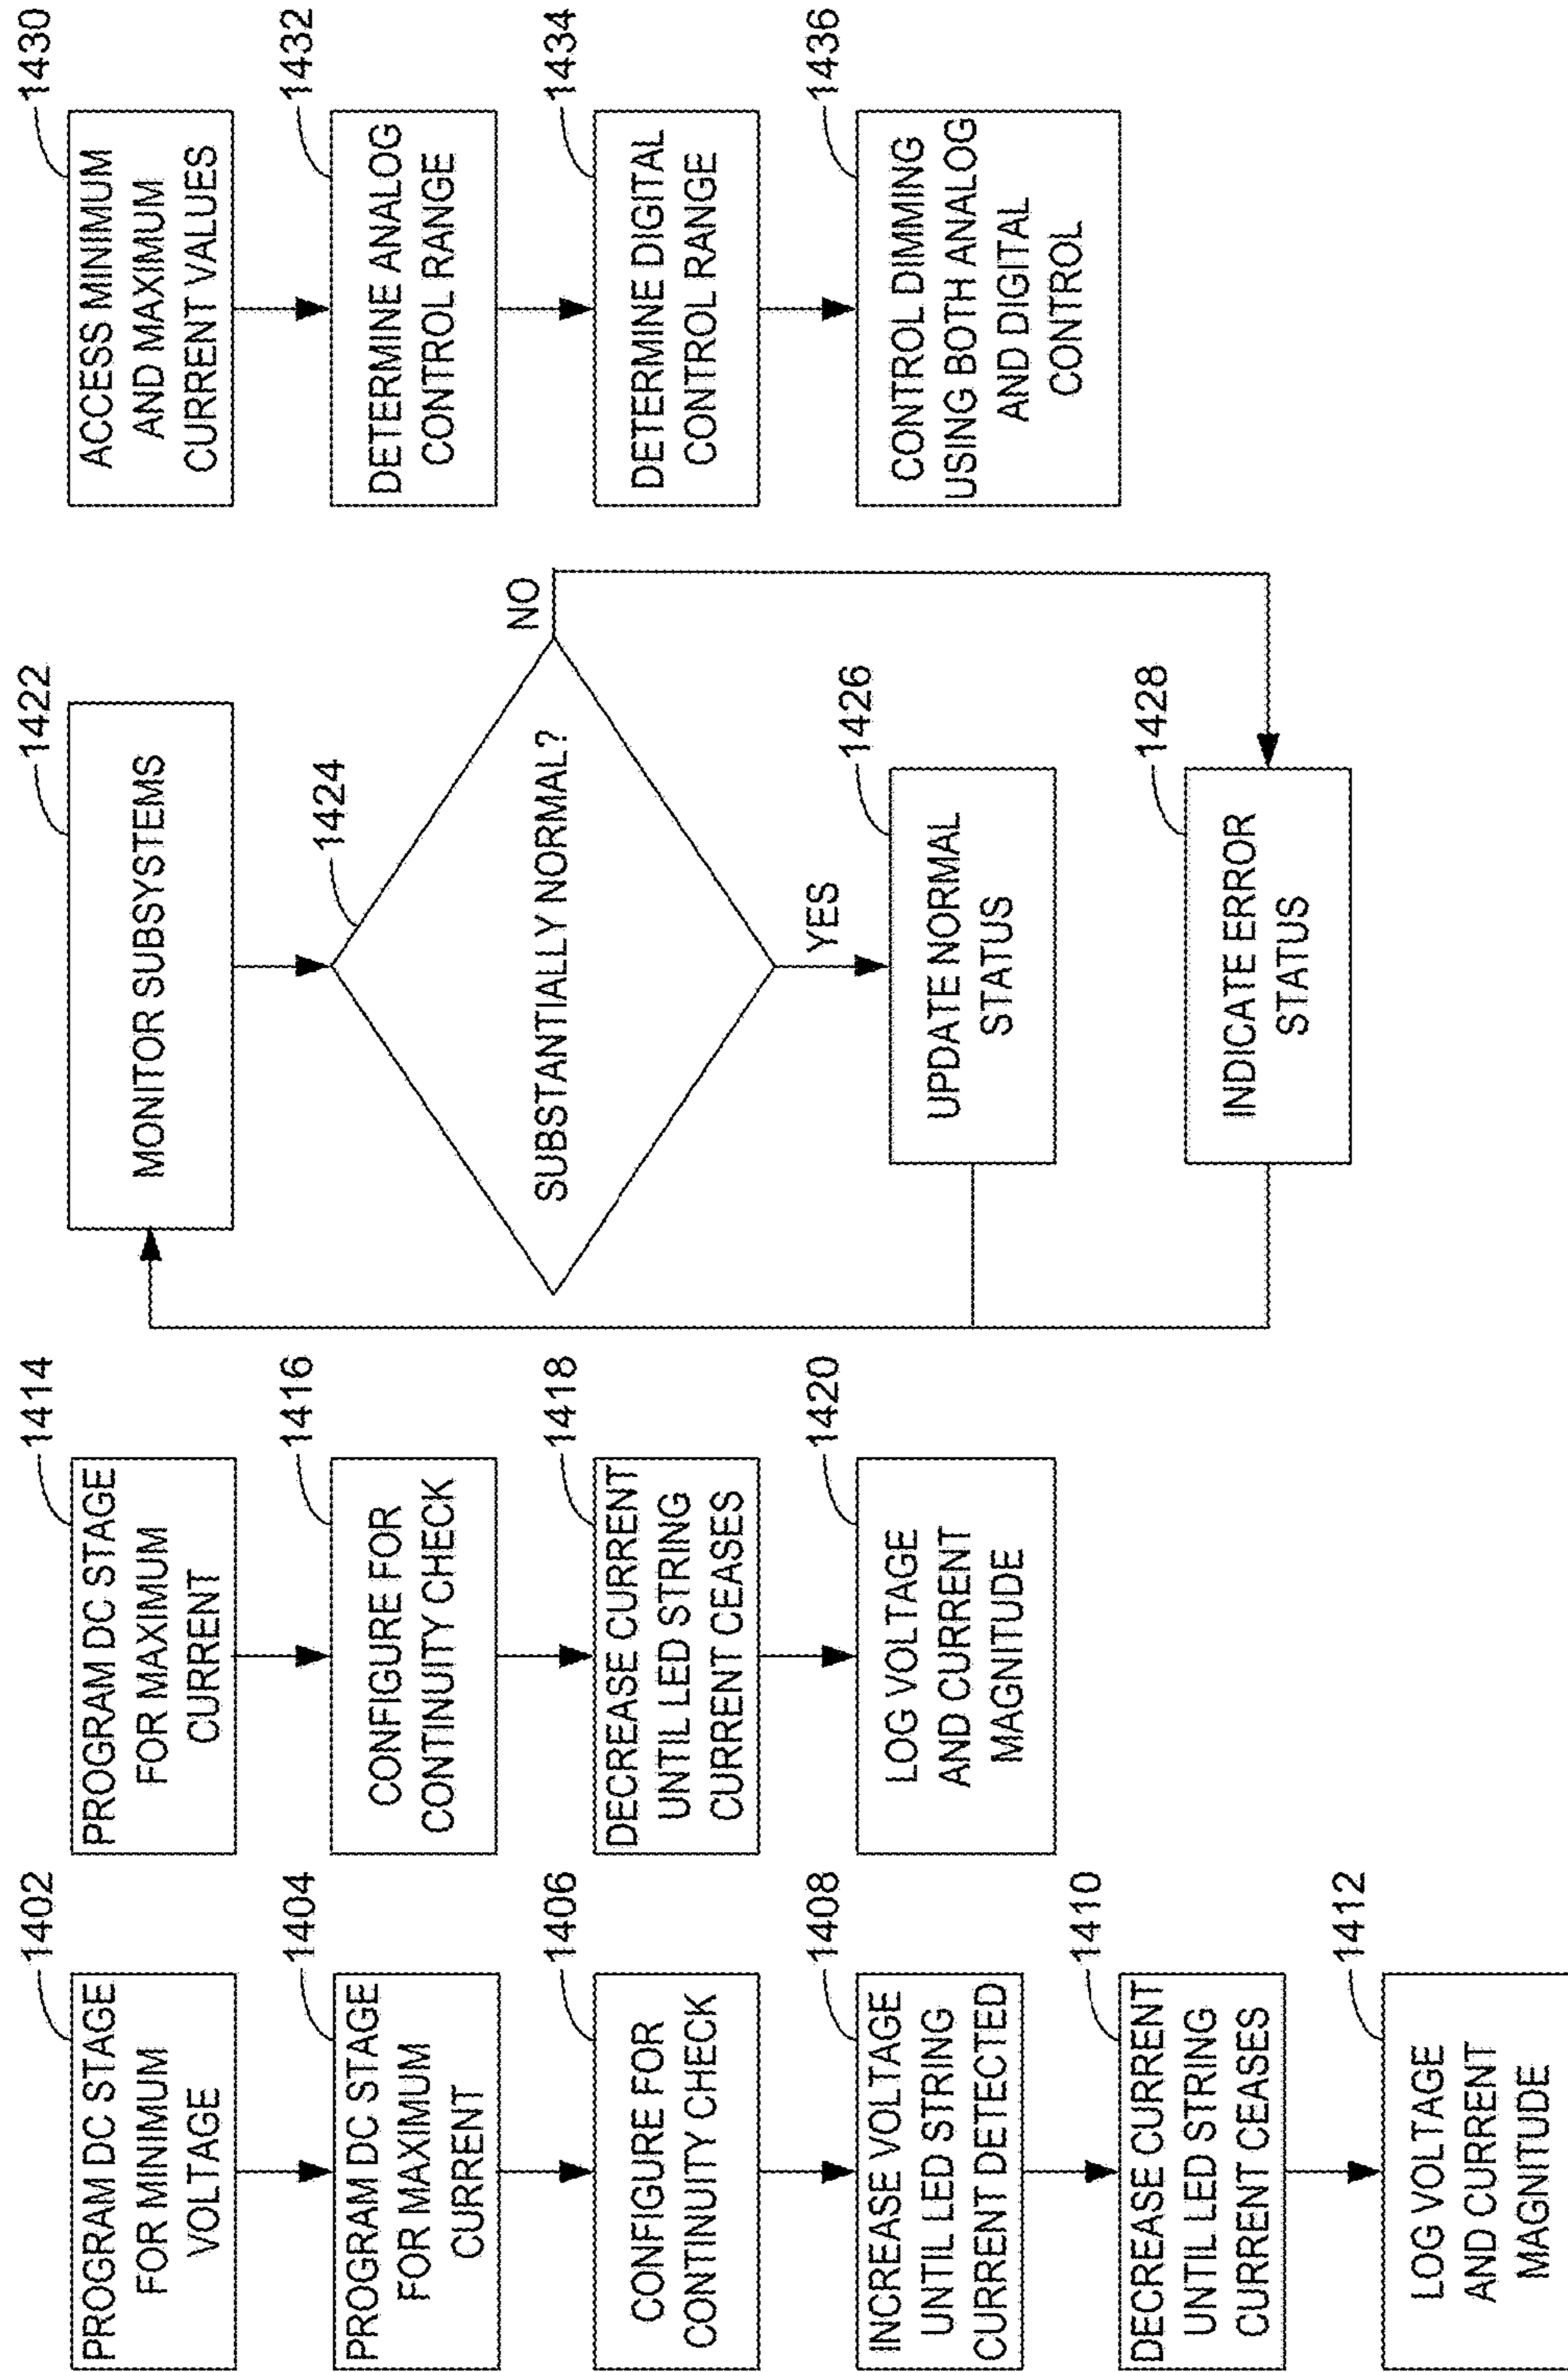 1402
PROGRAM DC STAGE
FOR MINIMUM
VOLTAGE
1404
PROGRAM DC STAGE
FOR MAXIMUM
CURRENT
1406
CONFIGURE FOR
CONTINUITY CHECK
1408
INCREASE VOLTAGE
UNTIL LED STRING
CURRENT DETECTED
1410
DECREASE CURRENT
UNTIL LED STRING
CURRENT CEASES
1412
LOG VOLTAGE
AND CURRENT
MAGNITUDE
1414
PROGRAM DC STAGE
FOR MAXIMUM
CURRENT
1416
CONFIGURE FOR
CONTINUITY CHECK
1418
DECREASE CURRENT
UNTIL LED STRING
CURRENT CEASES
1420
LOG VOLTAGE
AND CURRENT
MAGNITUDE
1422
MONITOR SUBSYSTEMS
1424
SUBSTANTIALLY NORMAL?
NO
YES
1426
UPDATE NORMAL
STATUS
1428
INDICATE ERROR
STATUS
1430
ACCESS MINIMUM
AND MAXIMUM
CURRENT VALUES
1432
DETERMINE ANALOG
CONTROL RANGE
1434
DETERMINE DIGITAL
CONTROL RANGE
1436
CONTROL DIMMING
USING BOTH ANALOG
AND DIGITAL
CONTROL